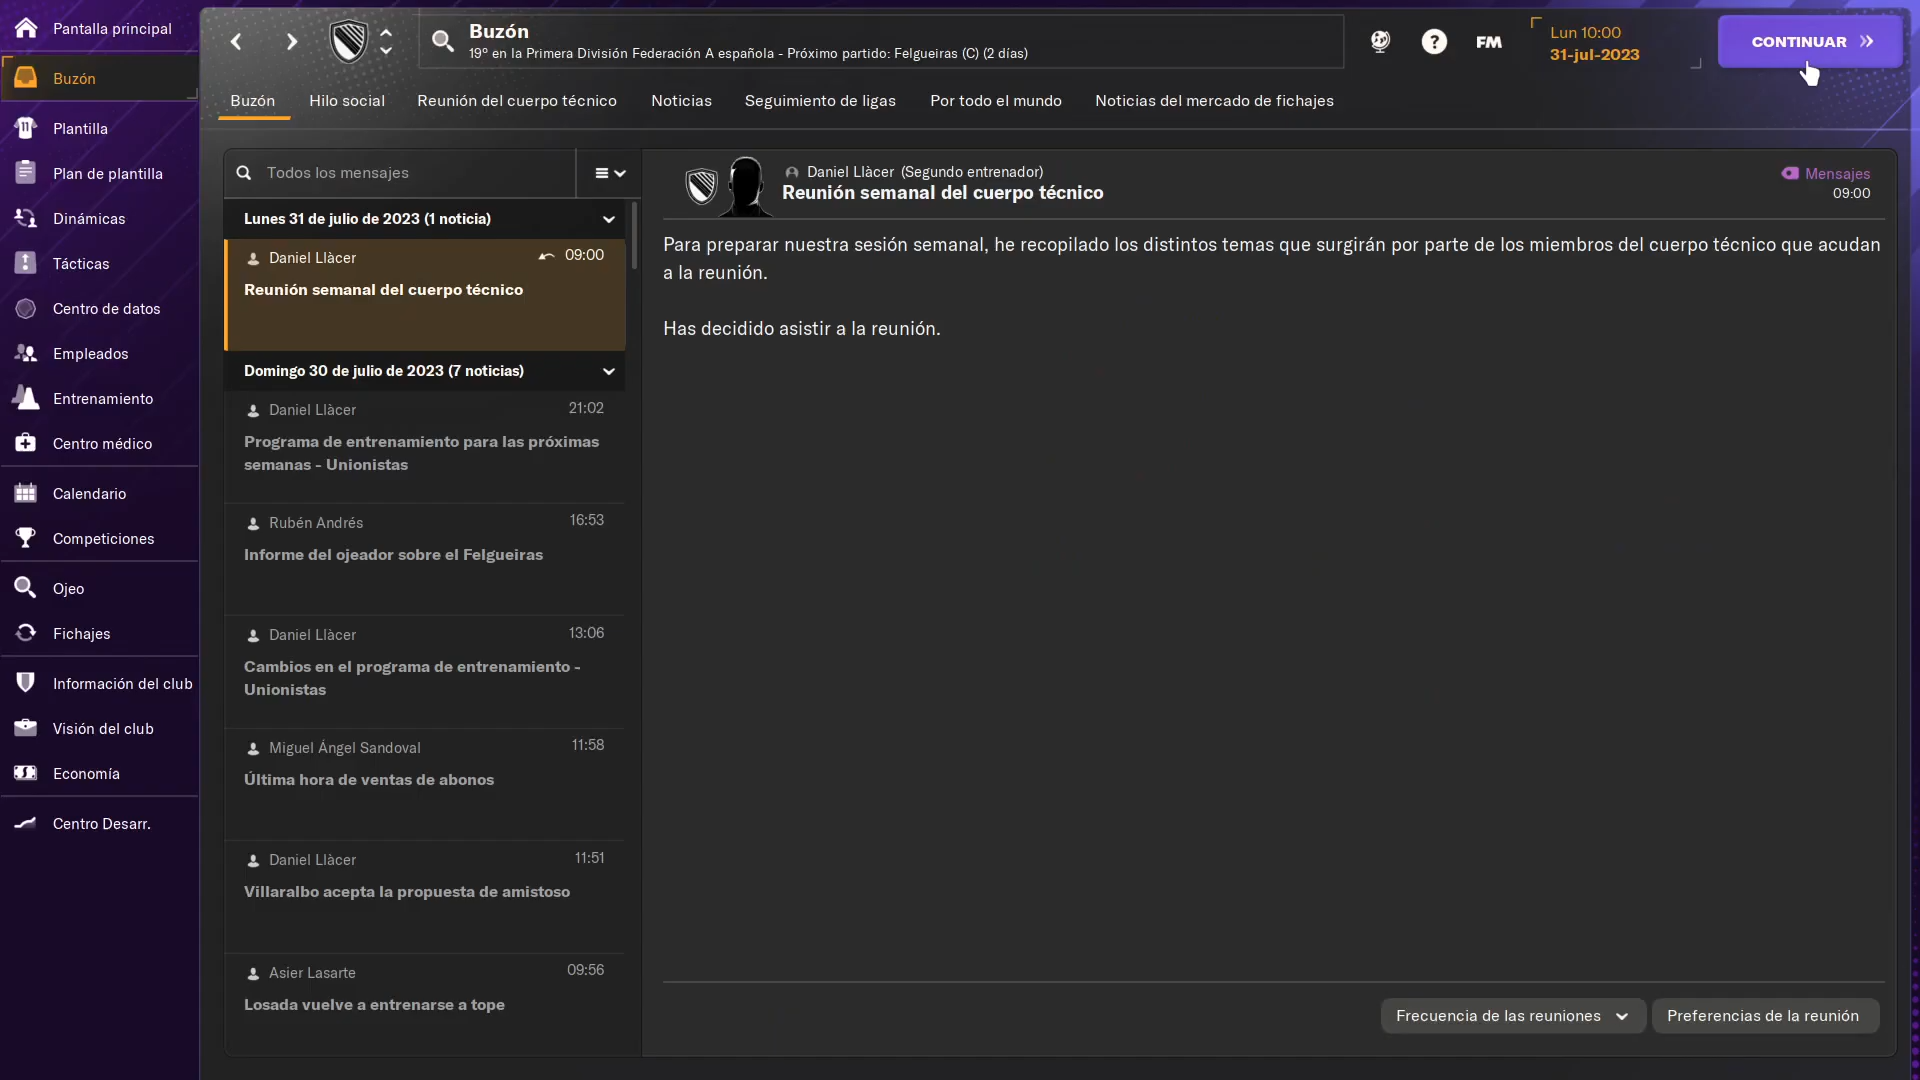 Pantalla principal
Buzón
Plantilla
Plan de plantilla
Dinámicas
Tácticas
Centro de datos
Empleados
Entrenamiento
Centro médico
Calendario
Competiciones
Ojeo
Fichajes
Información del club
Visión del club
Economía
Centro Desarr.
Buzón
19º en la Primera División Federación A española - Próximo partido: Felgueiras (C) (2 días)
?
FM
Lun 10:00
31-jul-2023
CONTINUAR
Buzón
Hilo social
Reunión del cuerpo técnico
Noticias
Seguimiento de ligas
Por todo el mundo
Noticias del mercado de fichajes
Todos los mensajes
Lunes 31 de julio de 2023 (1 noticia)
Daniel Llàcer 09:00
Reunión semanal del cuerpo técnico
Domingo 30 de julio de 2023 (7 noticias)
Daniel Llàcer 21:02
Programa de entrenamiento para las próximas
semanas - Unionistas
Rubén Andrés 16:53
Informe del ojeador sobre el Felgueiras
Daniel Llàcer 13:06
Cambios en el programa de entrenamiento -
Unionistas
Miguel Ángel Sandoval 11:58
Última hora de ventas de abonos
Daniel Llàcer 11:51
Villaralbo acepta la propuesta de amistoso
Asier Lasarte 09:56
Losada vuelve a entrenarse a tope
Daniel Llàcer (Segundo entrenador)
Reunión semanal del cuerpo técnico
Mensajes
09:00
Para preparar nuestra sesión semanal, he recopilado los distintos temas que surgirán por parte de los miembros del cuerpo técnico que acudan
a la reunión.
Has decidido asistir a la reunión.
Frecuencia de las reuniones
Preferencias de la reunión